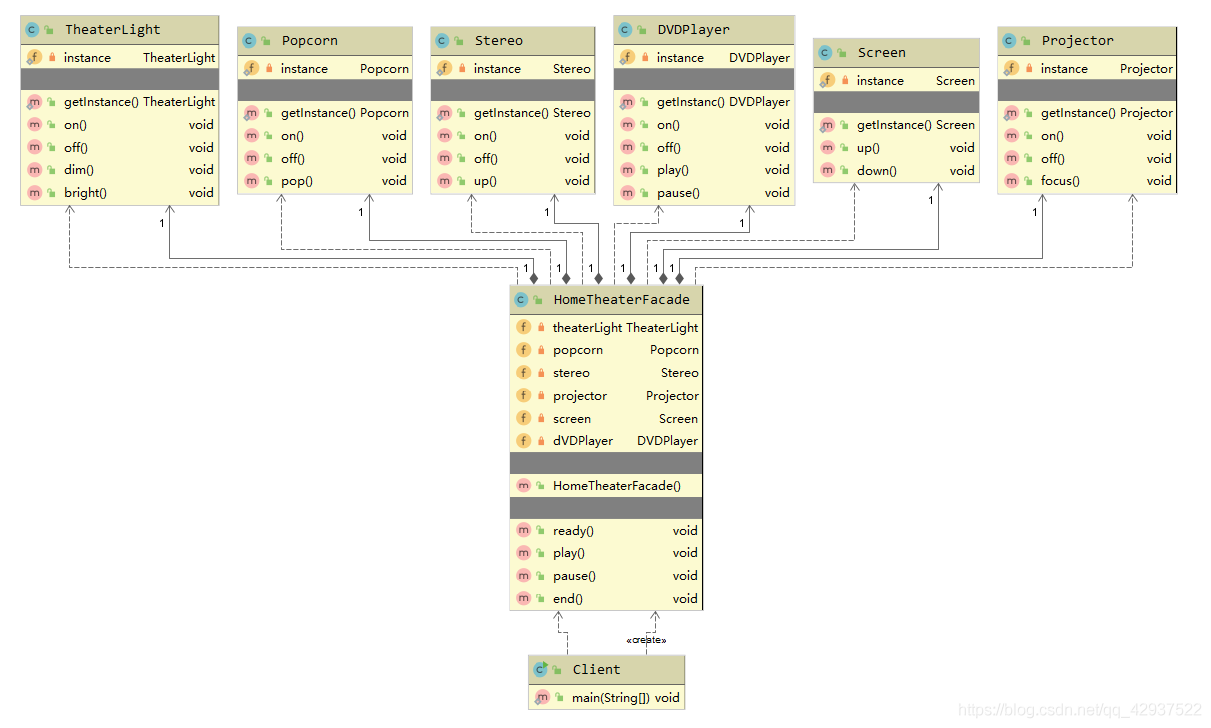 TheaterLight
instance TheaterLight
getInstance() TheaterLight
on() void
off() void
dim() void
bright() void
Popcorn
instance Popcorn
getInstance() Popcorn
on() void
off() void
pop() void
Stereo
instance Stereo
getInstance() Stereo
on() void
off() void
up() void
DVDPlayer
instance DVDPlayer
getInstanc() DVDPlayer
on() void
off() void
play() void
pause() void
Screen
instance Screen
getInstance() Screen
up() void
down() void
Projector
instance Projector
getInstance() Projector
on() void
off() void
focus() void
1 1 1 1 1 1
1 1 1 1 1 1
HomeTheaterFacade
theaterLight TheaterLight
popcorn Popcorn
stereo Stereo
projector Projector
screen Screen
dVDPlayer DVDPlayer
HomeTheaterFacade()
ready() void
play() void
pause() void
end() void
«create»
Client
main(String[]) void
https://blog.csdn.net/qq_42937522